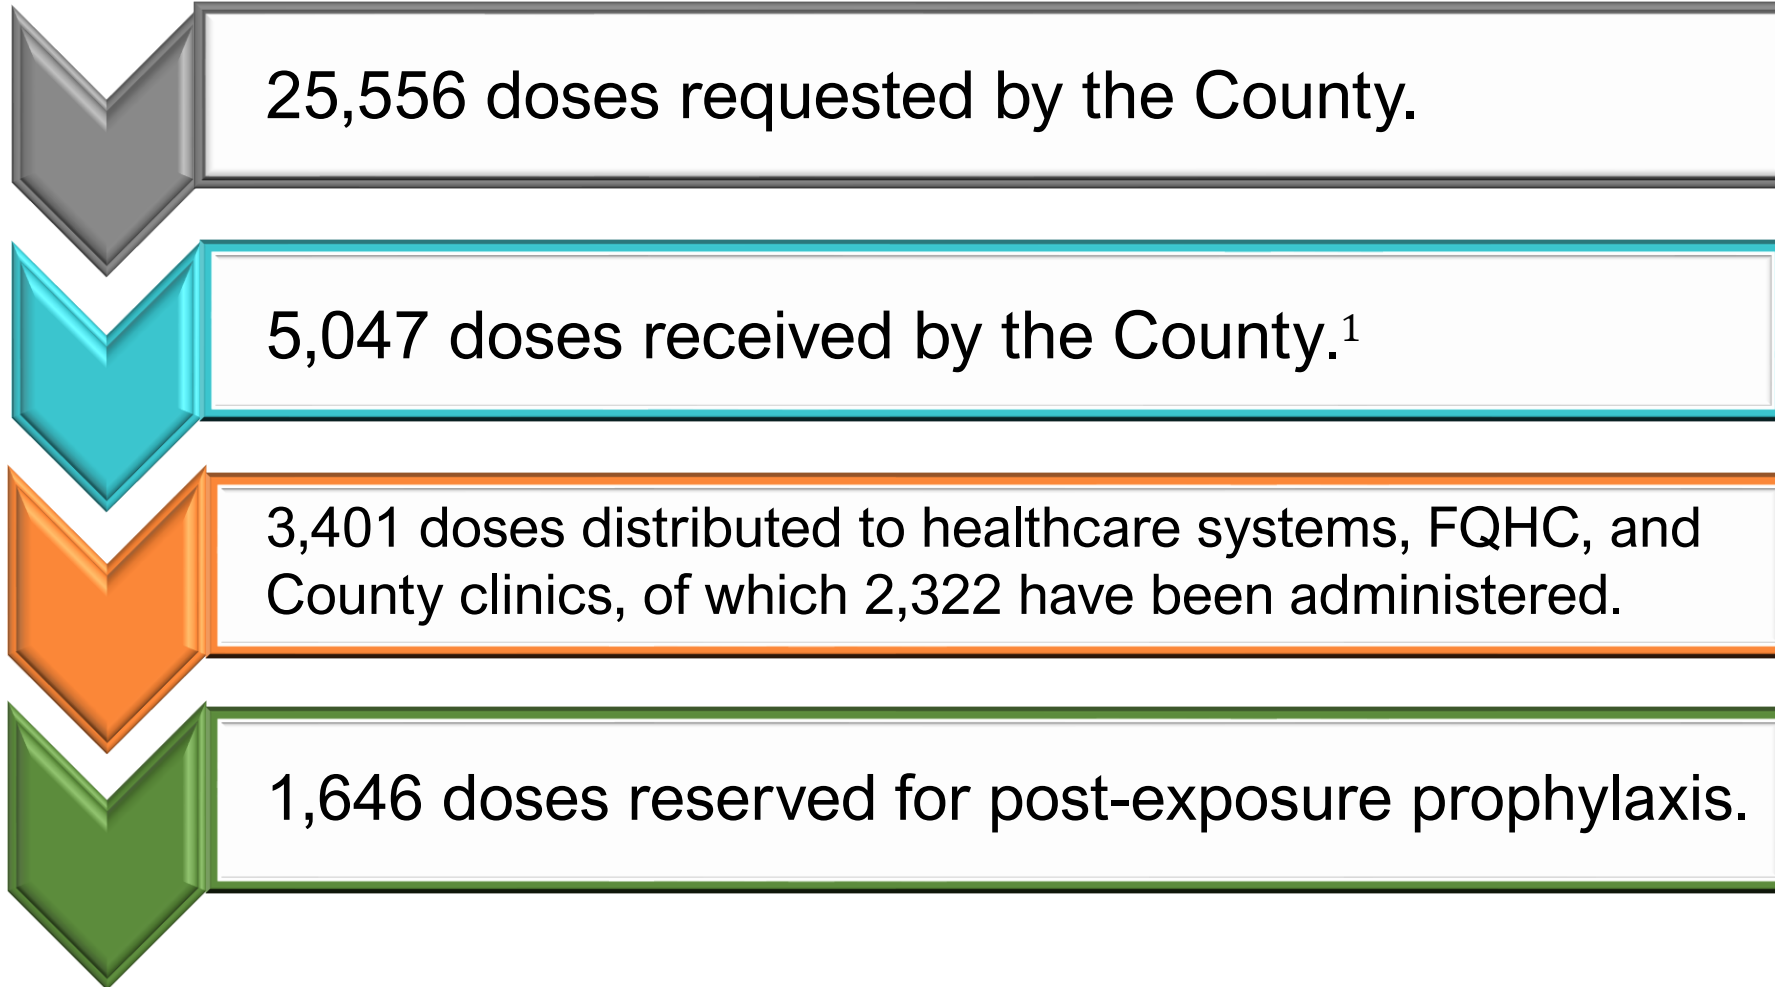 25,556 doses requested by the County.
5,047 doses received by the County.¹
3,401 doses distributed to healthcare systems, FQHC, and
County clinics, of which 2,322 have been administered.
1,646 doses reserved for post-exposure prophylaxis.